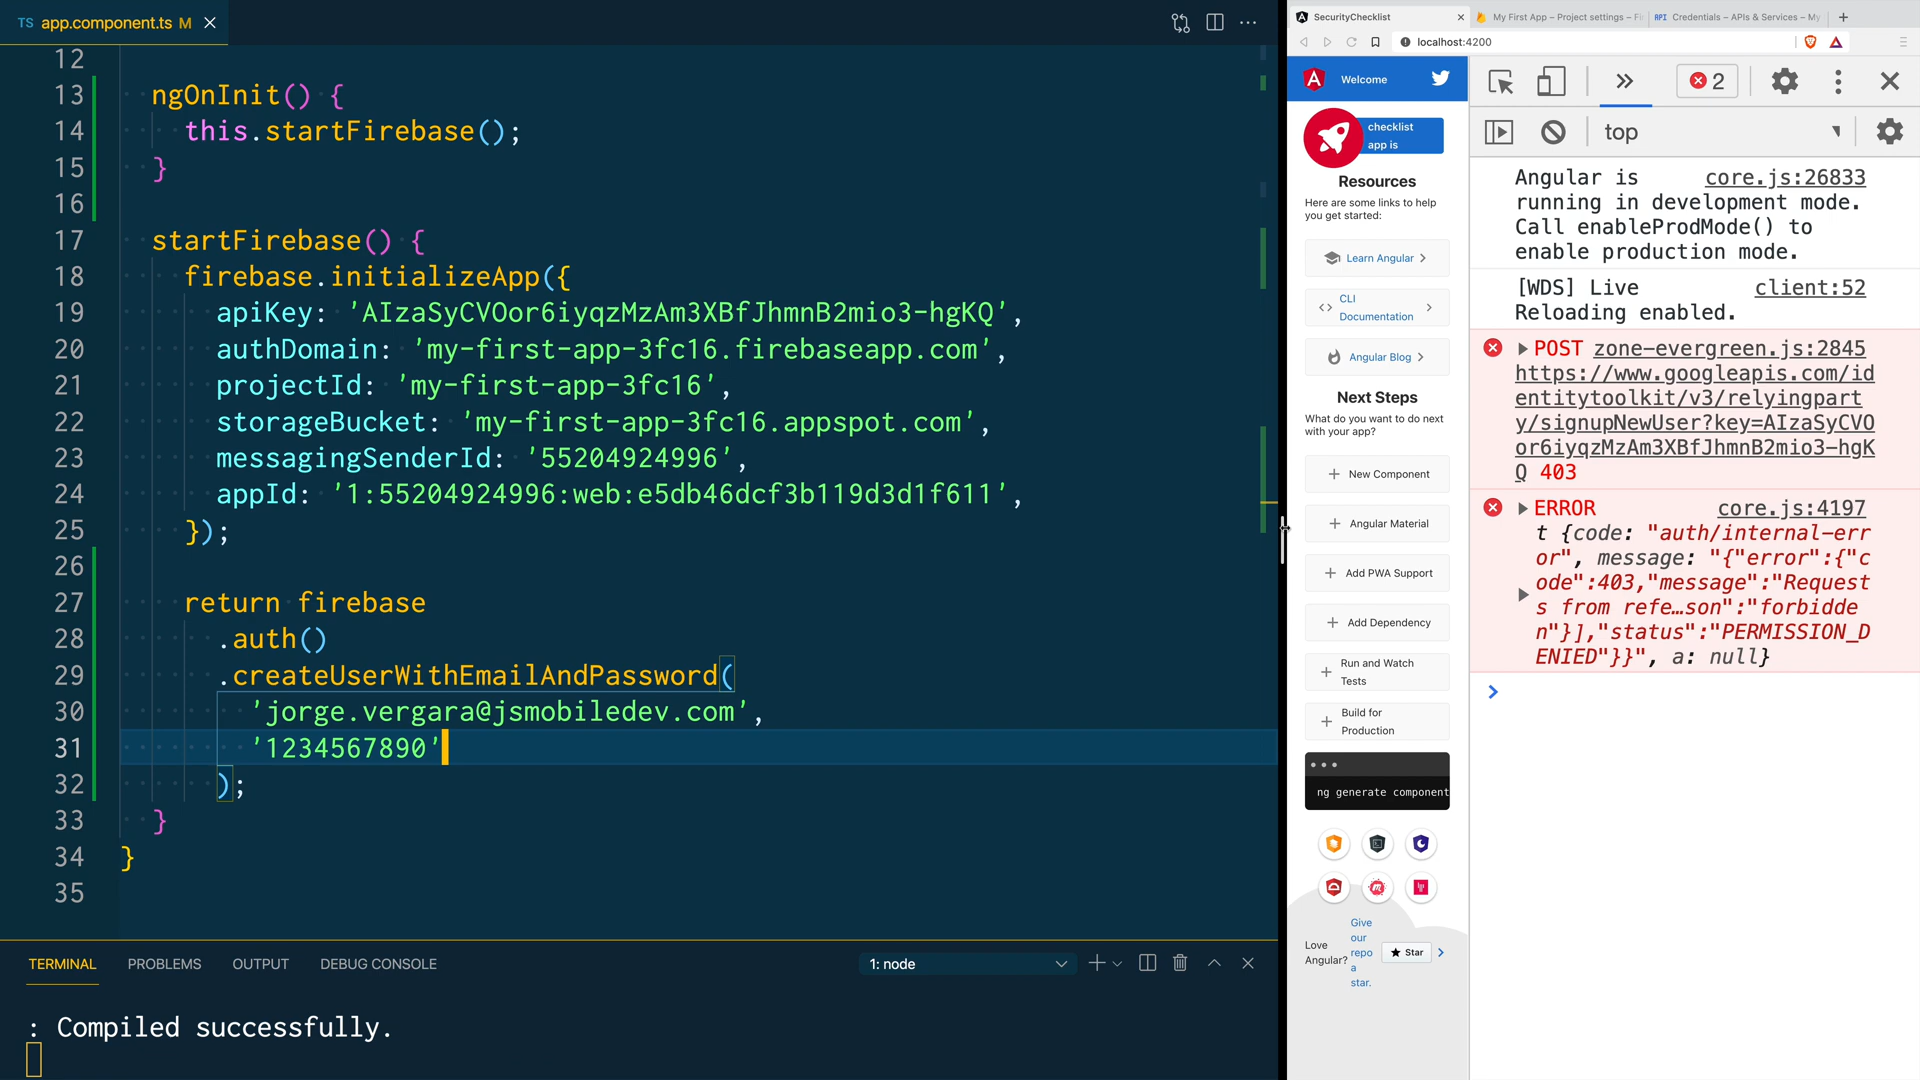 TS app.component.ts M
12
13 ngOnInit() {
14 this.startFirebase();
15 }
16
17 startFirebase() {
18 firebase.initializeApp({
19 apiKey: 'AIzaSyCVOor6iyqzMzAm3XBfJhmnB2mio3-hgKQ',
20 authDomain: 'my-first-app-3fc16.firebaseapp.com',
21 projectId: 'my-first-app-3fc16',
22 storageBucket: 'my-first-app-3fc16.appspot.com',
23 messagingSenderId: '55204924996',
24 appId: '1:55204924996:web:e5db46dcf3b119d3d1f611',
25 });
26
27 return firebase
28 .auth()
29 .createUserWithEmailAndPassword(
30 'jorge.vergara@jsmobiledev.com',
31 '1234567890'
32 );
33 }
34 }
35
TERMINAL PROBLEMS OUTPUT DEBUG CONSOLE 1: node
: Compiled successfully.
SecurityChecklist My First App – Project settings – Fi API Credentials – APIs & Services – My
localhost:4200
Welcome
checklist
app is
Resources
Here are some links to help
you get started:
Learn Angular
CLI
Documentation
Angular Blog
Next Steps
What do you want to do next
with your app?
New Component
Angular Material
Add PWA Support
Add Dependency
Run and Watch
Tests
Build for
Production
ng generate component
Love
Angular?
Give
our
repo
a
star.
Star
2
top
Angular is core.js:26833
running in development mode.
Call enableProdMode() to
enable production mode.
[WDS] Live client:52
Reloading enabled.
POST zone-evergreen.js:2845
https://www.googleapis.com/id
entitytoolkit/v3/relyingpart
y/signupNewUser?key=AIzaSyCVO
or6iyqzMzAm3XBfJhmnB2mio3-hgK
Q 403
ERROR core.js:4197
t {code: "auth/internal-err
or", message: "{"error":{"c
ode":403,"message":"Request
s from refe…son":"forbidde
n"}],"status":"PERMISSION_D
ENIED"}}", a: null}